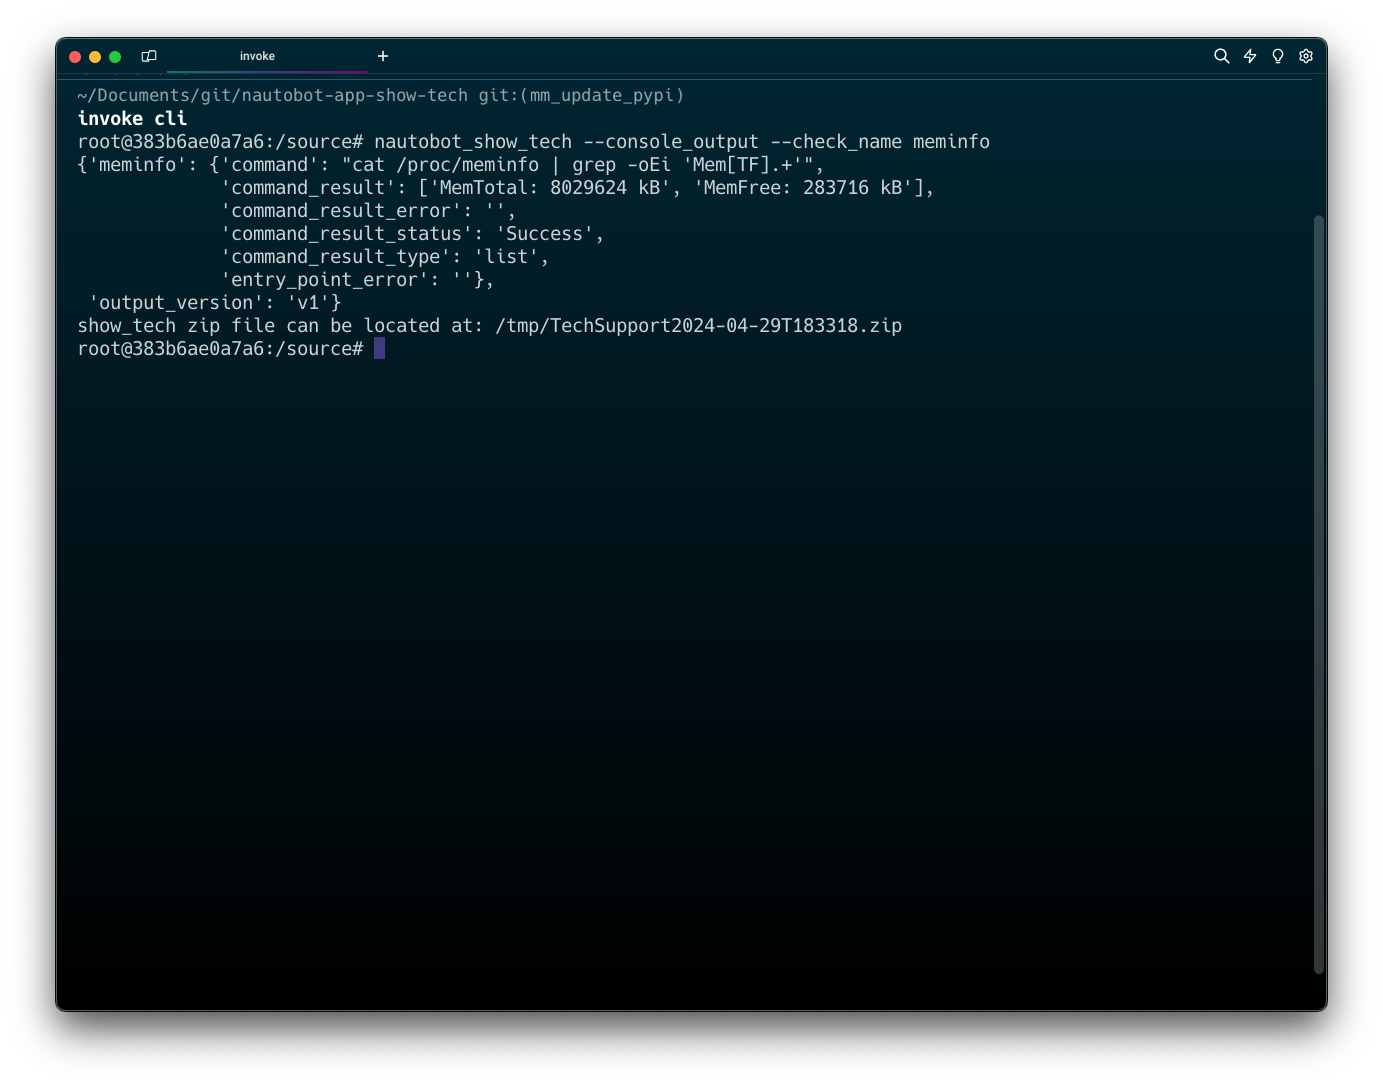 invoke
~/Documents/git/nautobot-app-show-tech git:(mm_update_pypi)
invoke cli
root@383b6ae0a7a6:/source# nautobot_show_tech --console_output --check_name meminfo
{'meminfo': {'command': "cat /proc/meminfo | grep -oEi 'Mem[TF].+'",
             'command_result': ['MemTotal: 8029624 kB', 'MemFree: 283716 kB'],
             'command_result_error': '',
             'command_result_status': 'Success',
             'command_result_type': 'list',
             'entry_point_error': ''},
 'output_version': 'v1'}
show_tech zip file can be located at: /tmp/TechSupport2024-04-29T183318.zip
root@383b6ae0a7a6:/source#